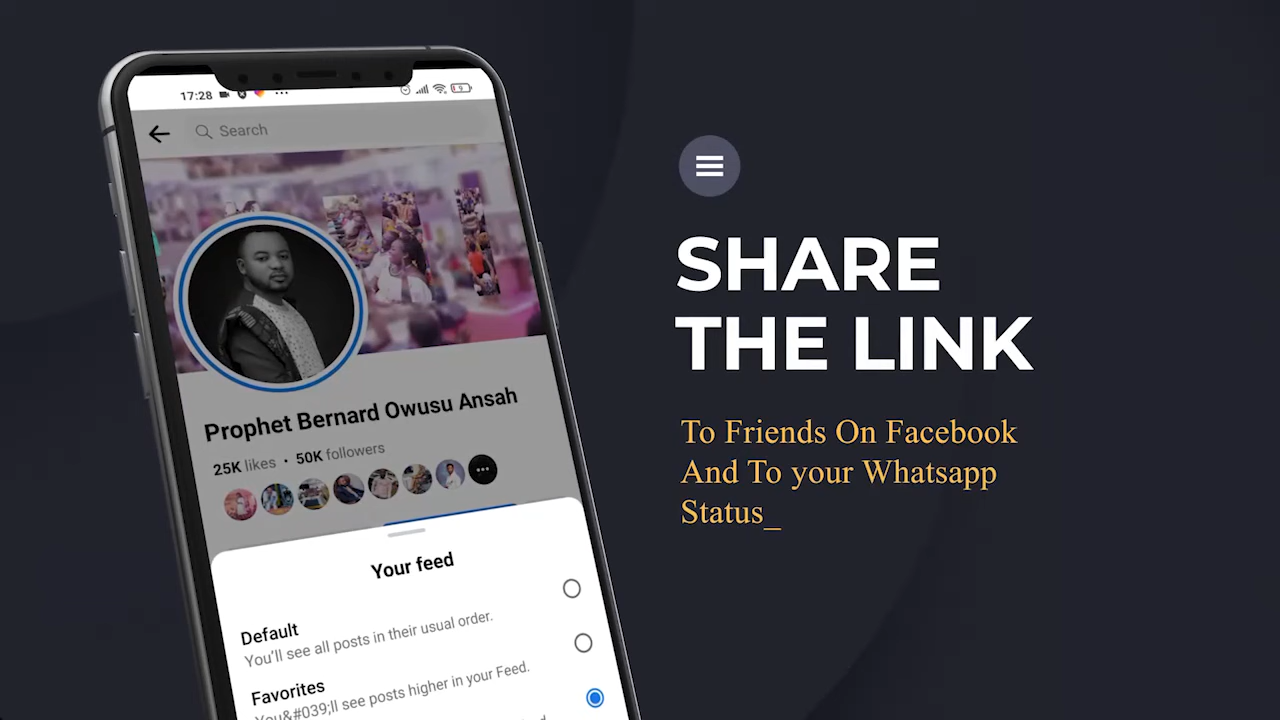 17:28
Search
Prophet Bernard Owusu Ansah
25K likes · 50K followers
Your feed
Default
You'll see all posts in their usual order.
Favorites
You&#039;ll see posts higher in your Feed.
SHARE
THE LINK
To Friends On Facebook
And To your Whatsapp
Status_